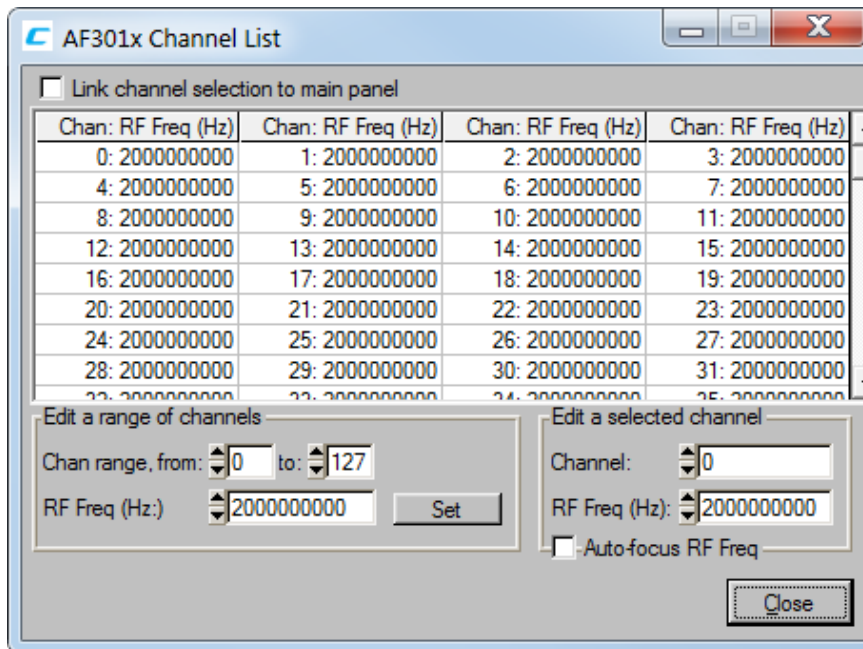 AF301x Channel List
Link channel selection to main panel
Chan: RF Freq (Hz) Chan: RF Freq (Hz) Chan: RF Freq (Hz) Chan: RF Freq (Hz)
0: 2000000000 1: 2000000000 2: 2000000000 3: 2000000000
4: 2000000000 5: 2000000000 6: 2000000000 7: 2000000000
8: 2000000000 9: 2000000000 10: 2000000000 11: 2000000000
12: 2000000000 13: 2000000000 14: 2000000000 15: 2000000000
16: 2000000000 17: 2000000000 18: 2000000000 19: 2000000000
20: 2000000000 21: 2000000000 22: 2000000000 23: 2000000000
24: 2000000000 25: 2000000000 26: 2000000000 27: 2000000000
28: 2000000000 29: 2000000000 30: 2000000000 31: 2000000000
Edit a range of channels
Chan range, from: 0 to: 127
RF Freq (Hz:) 2000000000 Set
Edit a selected channel
Channel: 0
RF Freq (Hz): 2000000000
Auto-focus RF Freq
Close